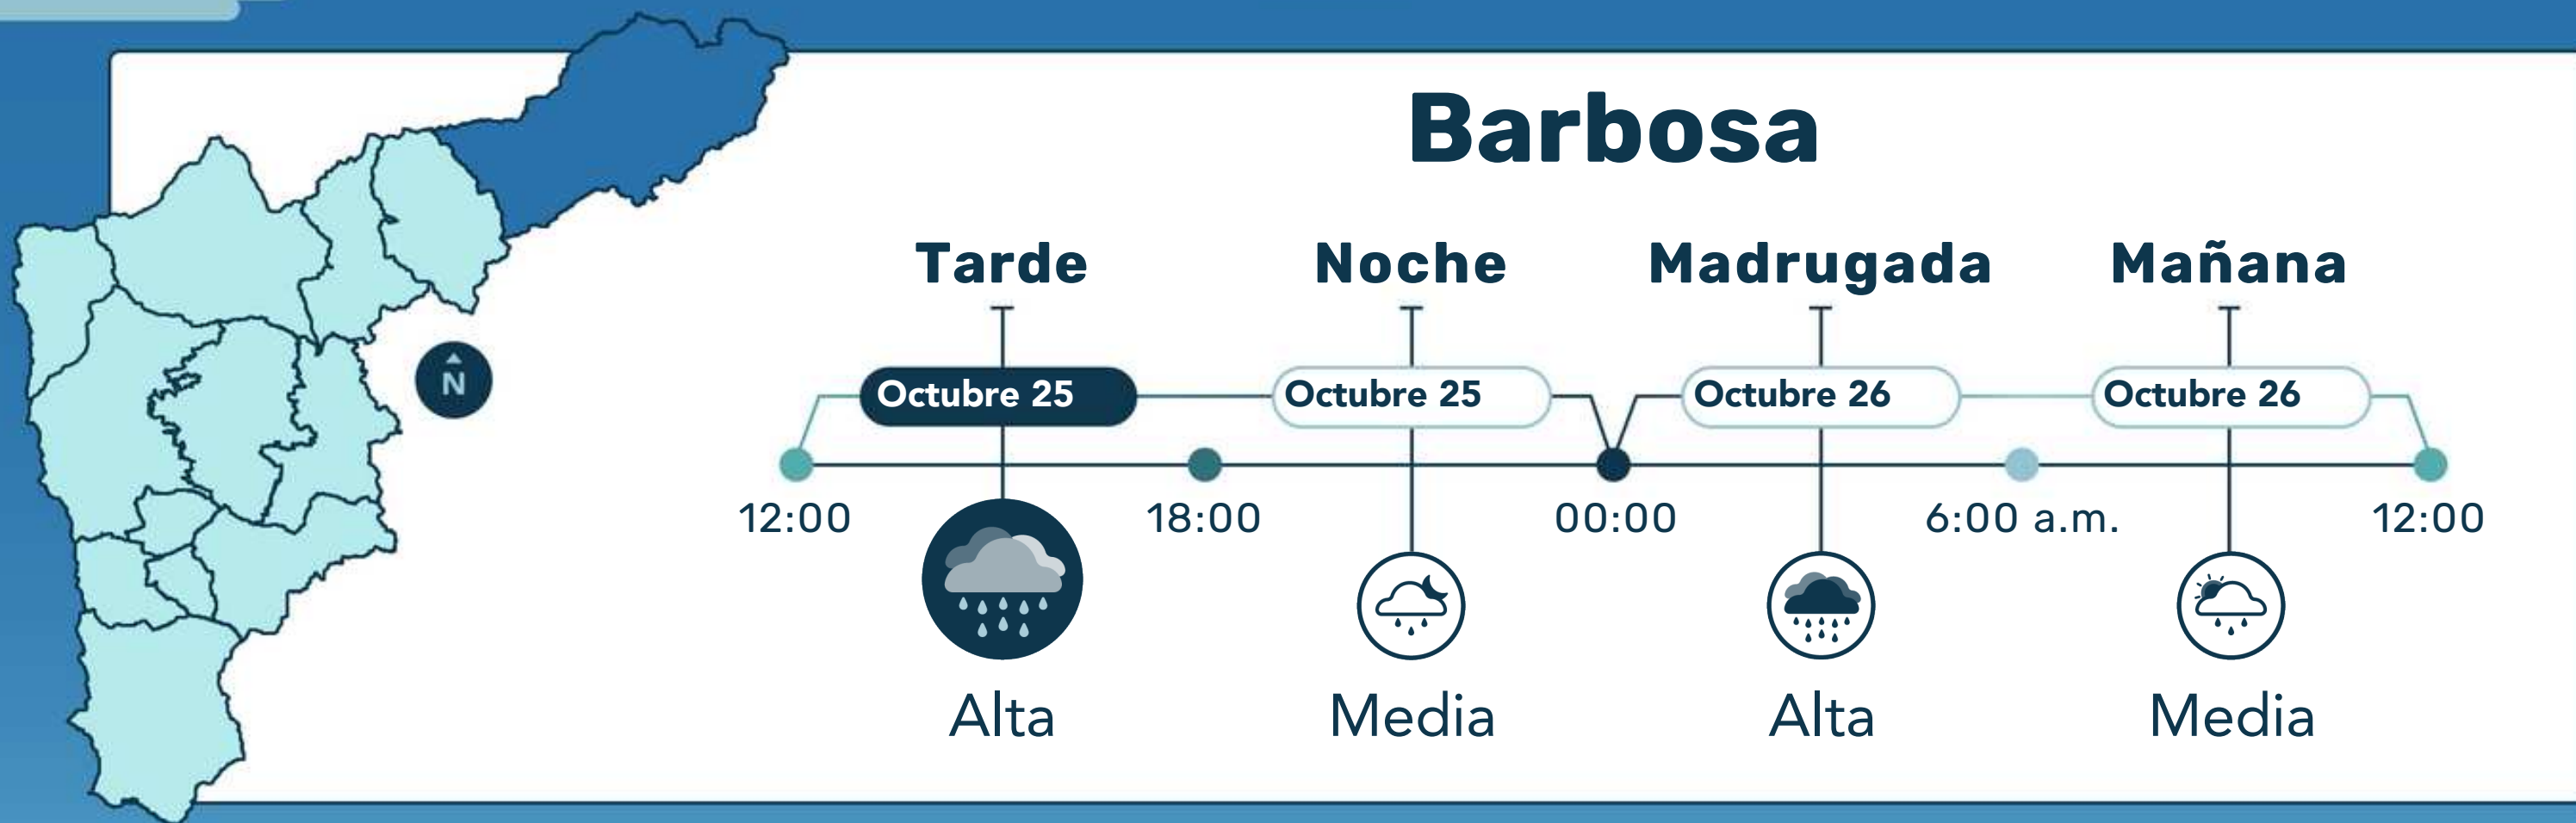 Barbosa
Tarde Noche Madrugada Mañana
N
Octubre 25 Octubre 25 Octubre 26 Octubre 26
12:00 18:00 00:00 6:00 a.m. 12:00
Alta Media Alta Media